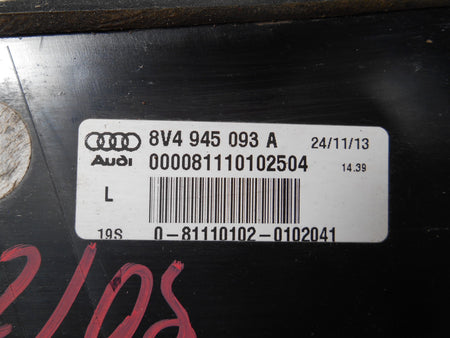 8V4 945 093 A 24/11/13
Audi 000081110102504 14.39
L
19S 0-81110102-0102041